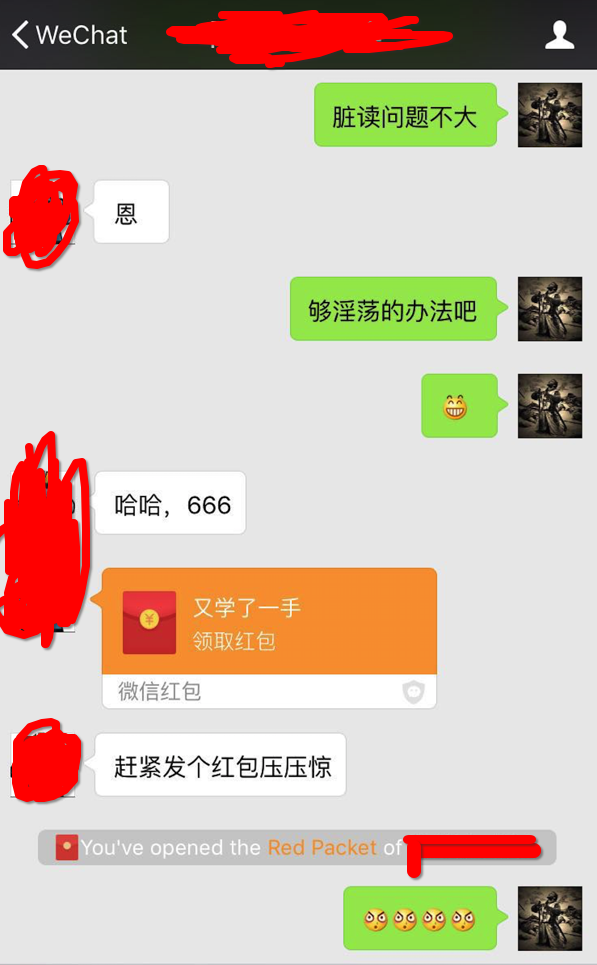 WeChat
脏读问题不大
恩
够淫荡的办法吧
哈哈，666
又学了一手
领取红包
微信红包
赶紧发个红包压压惊
You've opened the Red Packet of